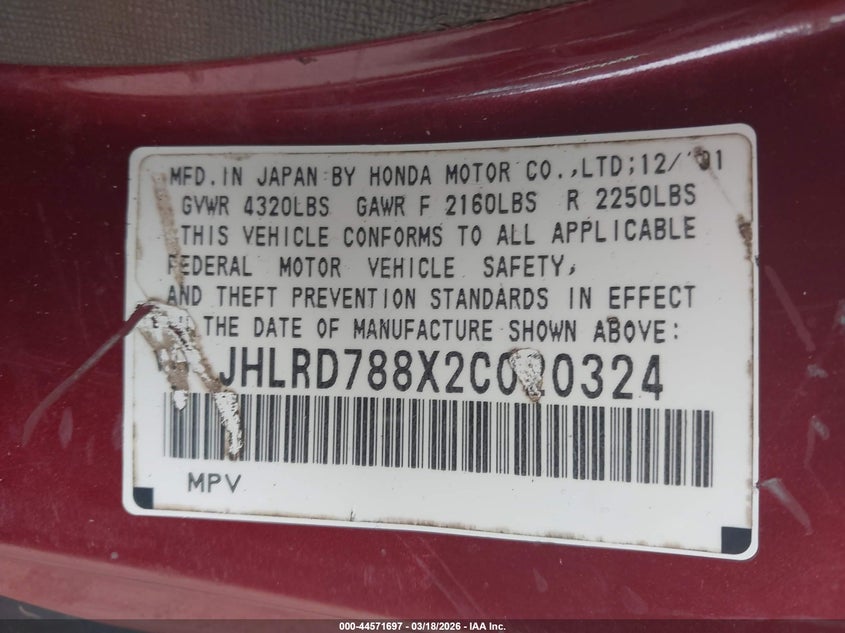 MFD. IN JAPAN BY HONDA MOTOR CO.,LTD;12/'01
GVWR 4320LBS GAWR F 2160LBS R 2250LBS
THIS VEHICLE CONFORMS TO ALL APPLICABLE
FEDERAL MOTOR VEHICLE SAFETY,
AND THEFT PREVENTION STANDARDS IN EFFECT
THE DATE OF MANUFACTURE SHOWN ABOVE:
MPV
000-44571697 - 03/18/2026 - IAA Inc.